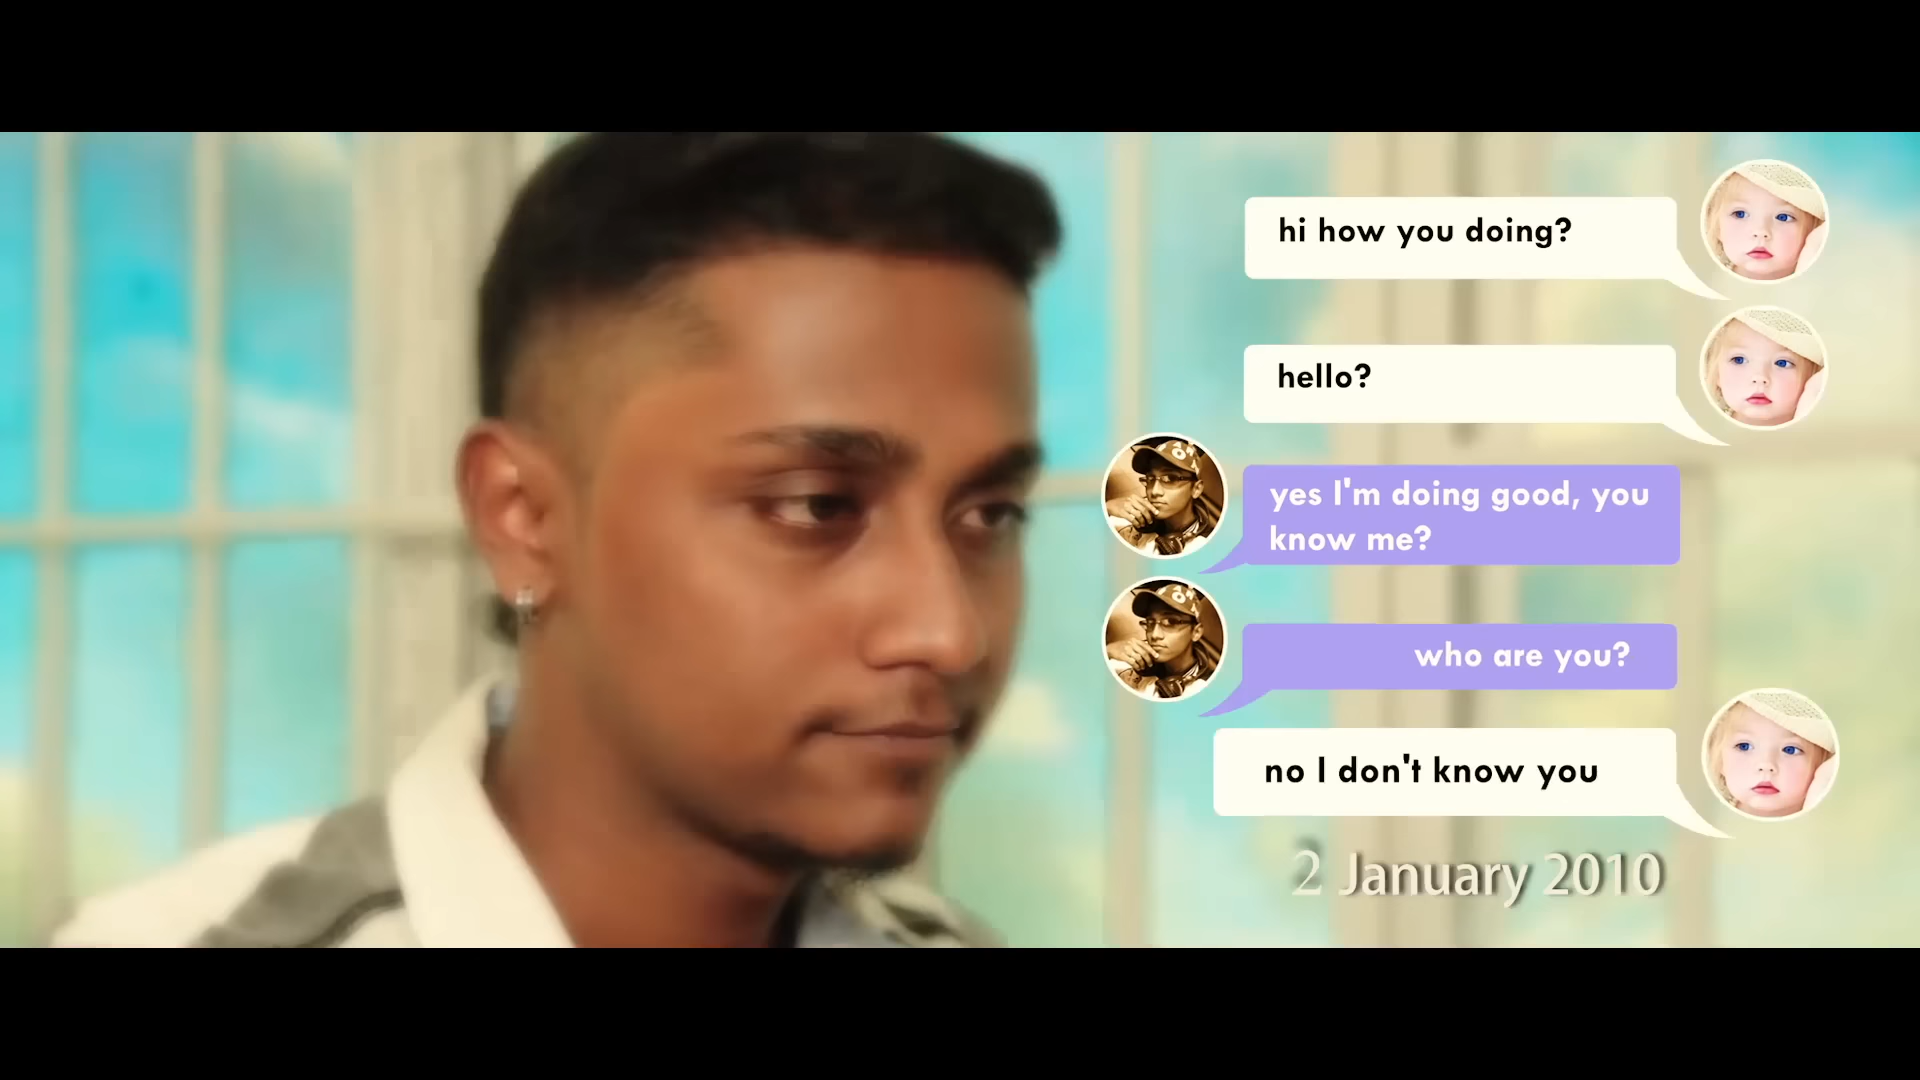 hi how you doing?
hello?
yes I'm doing good, you
know me?
who are you?
no I don't know you
2 January 2010